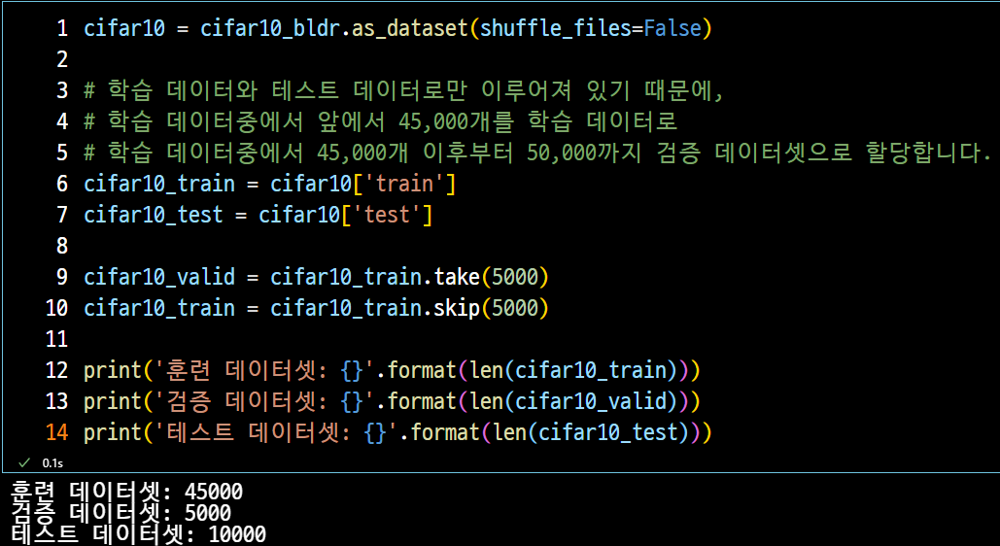 1 cifar10 = cifar10_bldr.as_dataset(shuffle_files=False)
2
3 # 학습 데이터와 테스트 데이터로만 이루어져 있기 때문에,
4 # 학습 데이터중에서 앞에서 45,000개를 학습 데이터로
5 # 학습 데이터중에서 45,000개 이후부터 50,000까지 검증 데이터셋으로 할당합니다.
6 cifar10_train = cifar10['train']
7 cifar10_test = cifar10['test']
8
9 cifar10_valid = cifar10_train.take(5000)
10 cifar10_train = cifar10_train.skip(5000)
11
12 print('훈련 데이터셋: {}'.format(len(cifar10_train)))
13 print('검증 데이터셋: {}'.format(len(cifar10_valid)))
14 print('테스트 데이터셋: {}'.format(len(cifar10_test)))
✓ 0.1s
훈련 데이터셋: 45000
검증 데이터셋: 5000
테스트 데이터셋: 10000